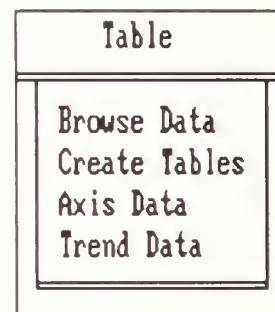 Table
Browse Data
Create Tables
Axis Data
Trend Data